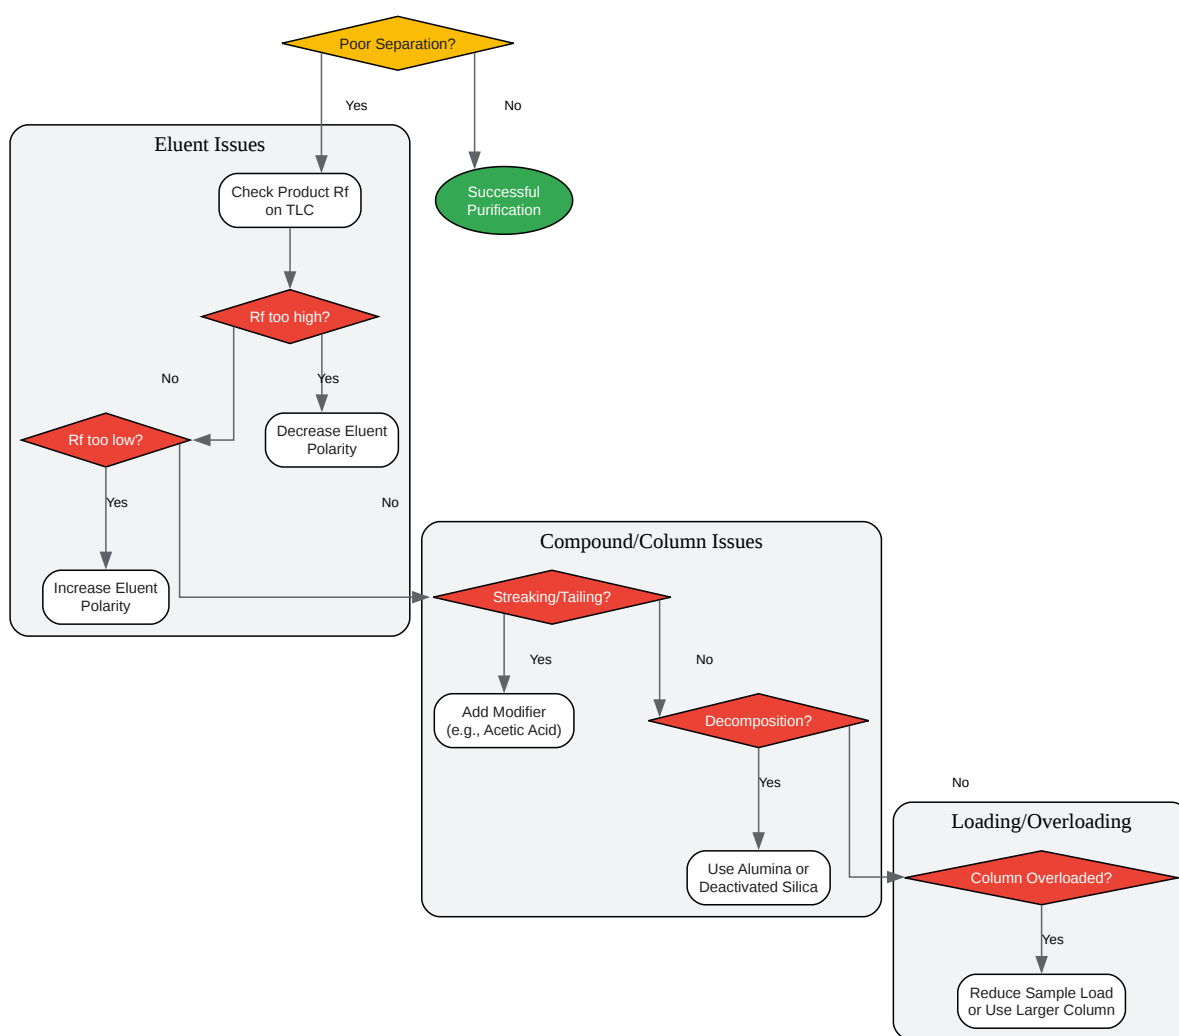 Poor Separation?
Yes
No
Eluent Issues
Check Product Rf
on TLC
Successful
Purification
Rf too high?
No
Yes
Rf too low?
Decrease Eluent
Polarity
Yes
No
Increase Eluent
Polarity
Compound/Column Issues
Streaking/Tailing?
Yes
No
Add Modifier
(e.g., Acetic Acid)
Decomposition?
Yes
No
Use Alumina or
Deactivated Silica
Loading/Overloading
Column Overloaded?
Yes
Reduce Sample Load
or Use Larger Column